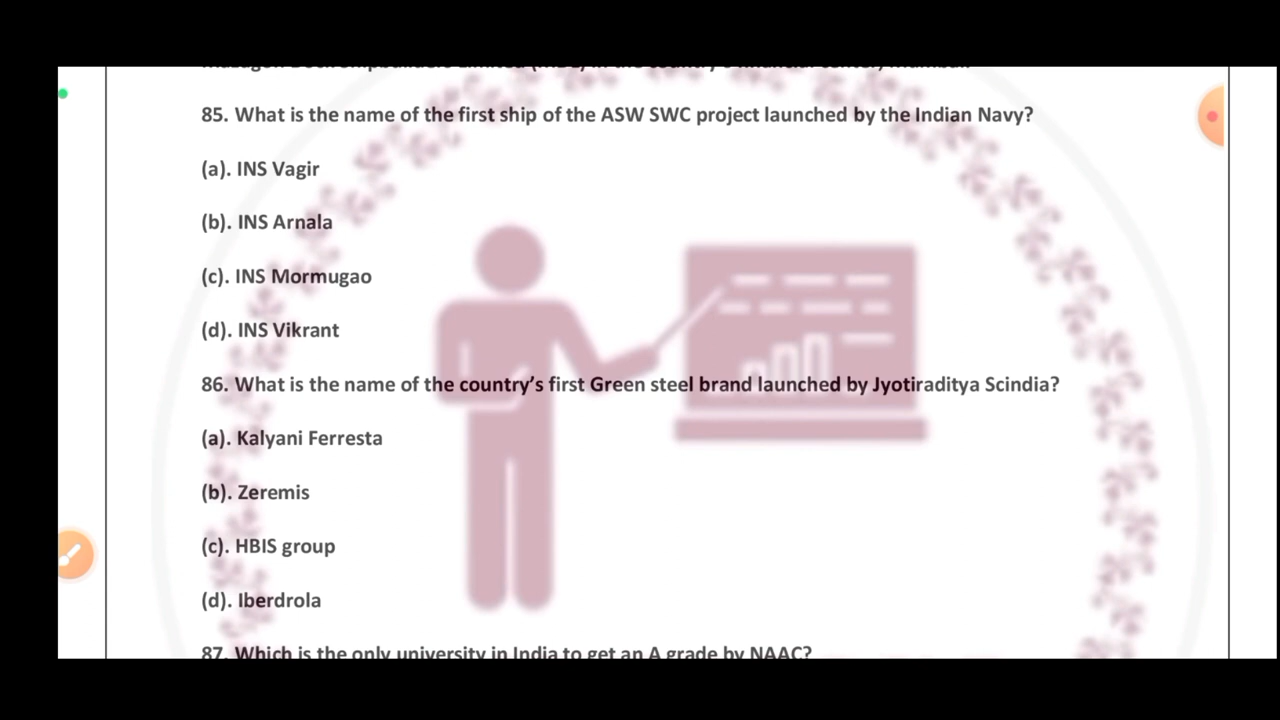 85. What is the name of the first ship of the ASW SWC project launched by the Indian Navy?
(a). INS Vagir
(b). INS Arnala
(c). INS Mormugao
(d). INS Vikrant
86. What is the name of the country’s first Green steel brand launched by Jyotiraditya Scindia?
(a). Kalyani Ferresta
(b). Zeremis
(c). HBIS group
(d). Iberdrola
87. Which is the only university in India to get an A grade by NAAC?